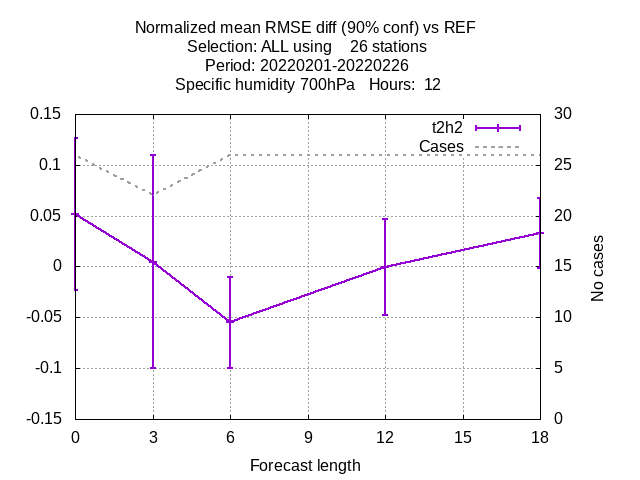 Normalized mean RMSE diff (90% conf) vs REF
Selection: ALL using    26 stations
Period: 20220201-20220226
Specific humidity 700hPa   Hours:  12
t2h2
Cases
0.15
0.1
0.05
0
-0.05
-0.1
-0.15
30
25
20
15
10
5
0
No cases
0 3 6 9 12 15 18
Forecast length